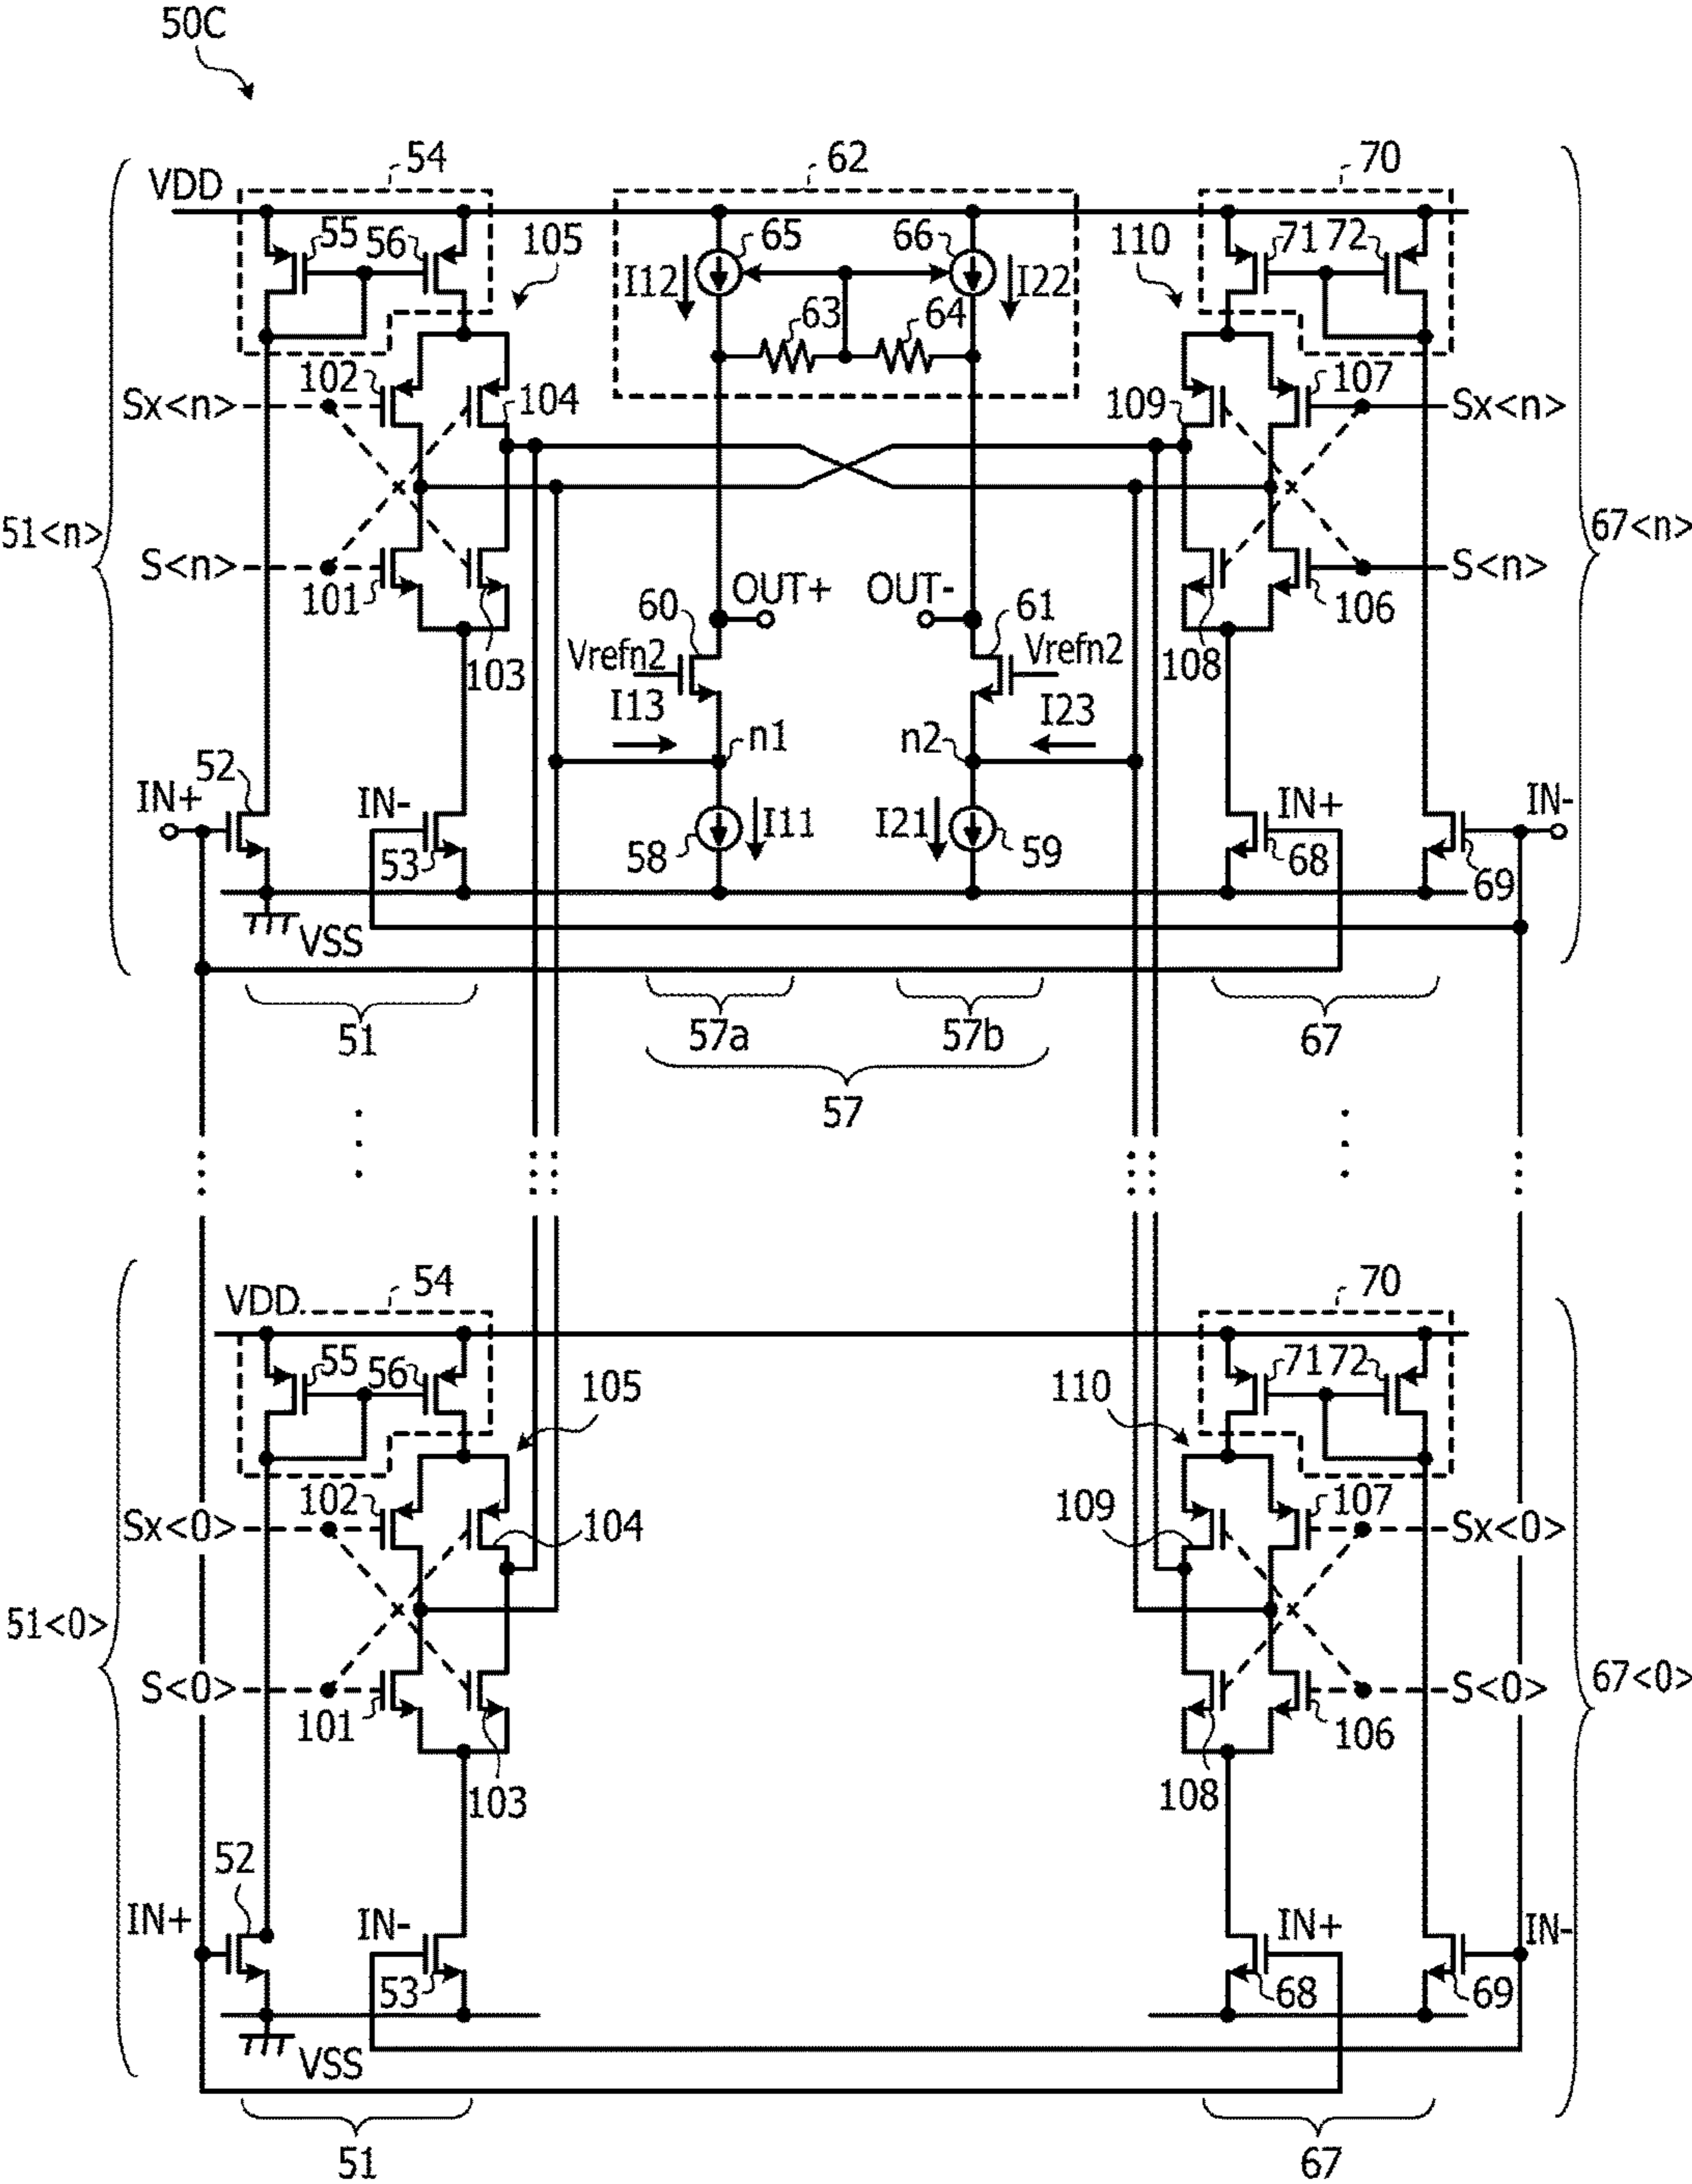 50C
VDD
54
62
70
55
56
105
65
66
110
71
72
I12
I22
63
64
102
104
109
107
Sx<n>
Sx<n>
51<n>
67<n>
S<n>
S<n>
101
103
108
106
60
OUT+
OUT-
61
Vrefn2
Vrefn2
I13
I23
n1
n2
IN+
52
IN-
53
58
I11
I21
59
IN+
68
IN-
69
VSS
51
57a
57b
67
57
VDD
54
70
55
56
105
110
71
72
102
104
109
107
Sx<0>
Sx<0>
51<0>
67<0>
S<0>
S<0>
101
103
108
106
52
IN+
IN-
53
IN+
68
IN-
69
VSS
51
67